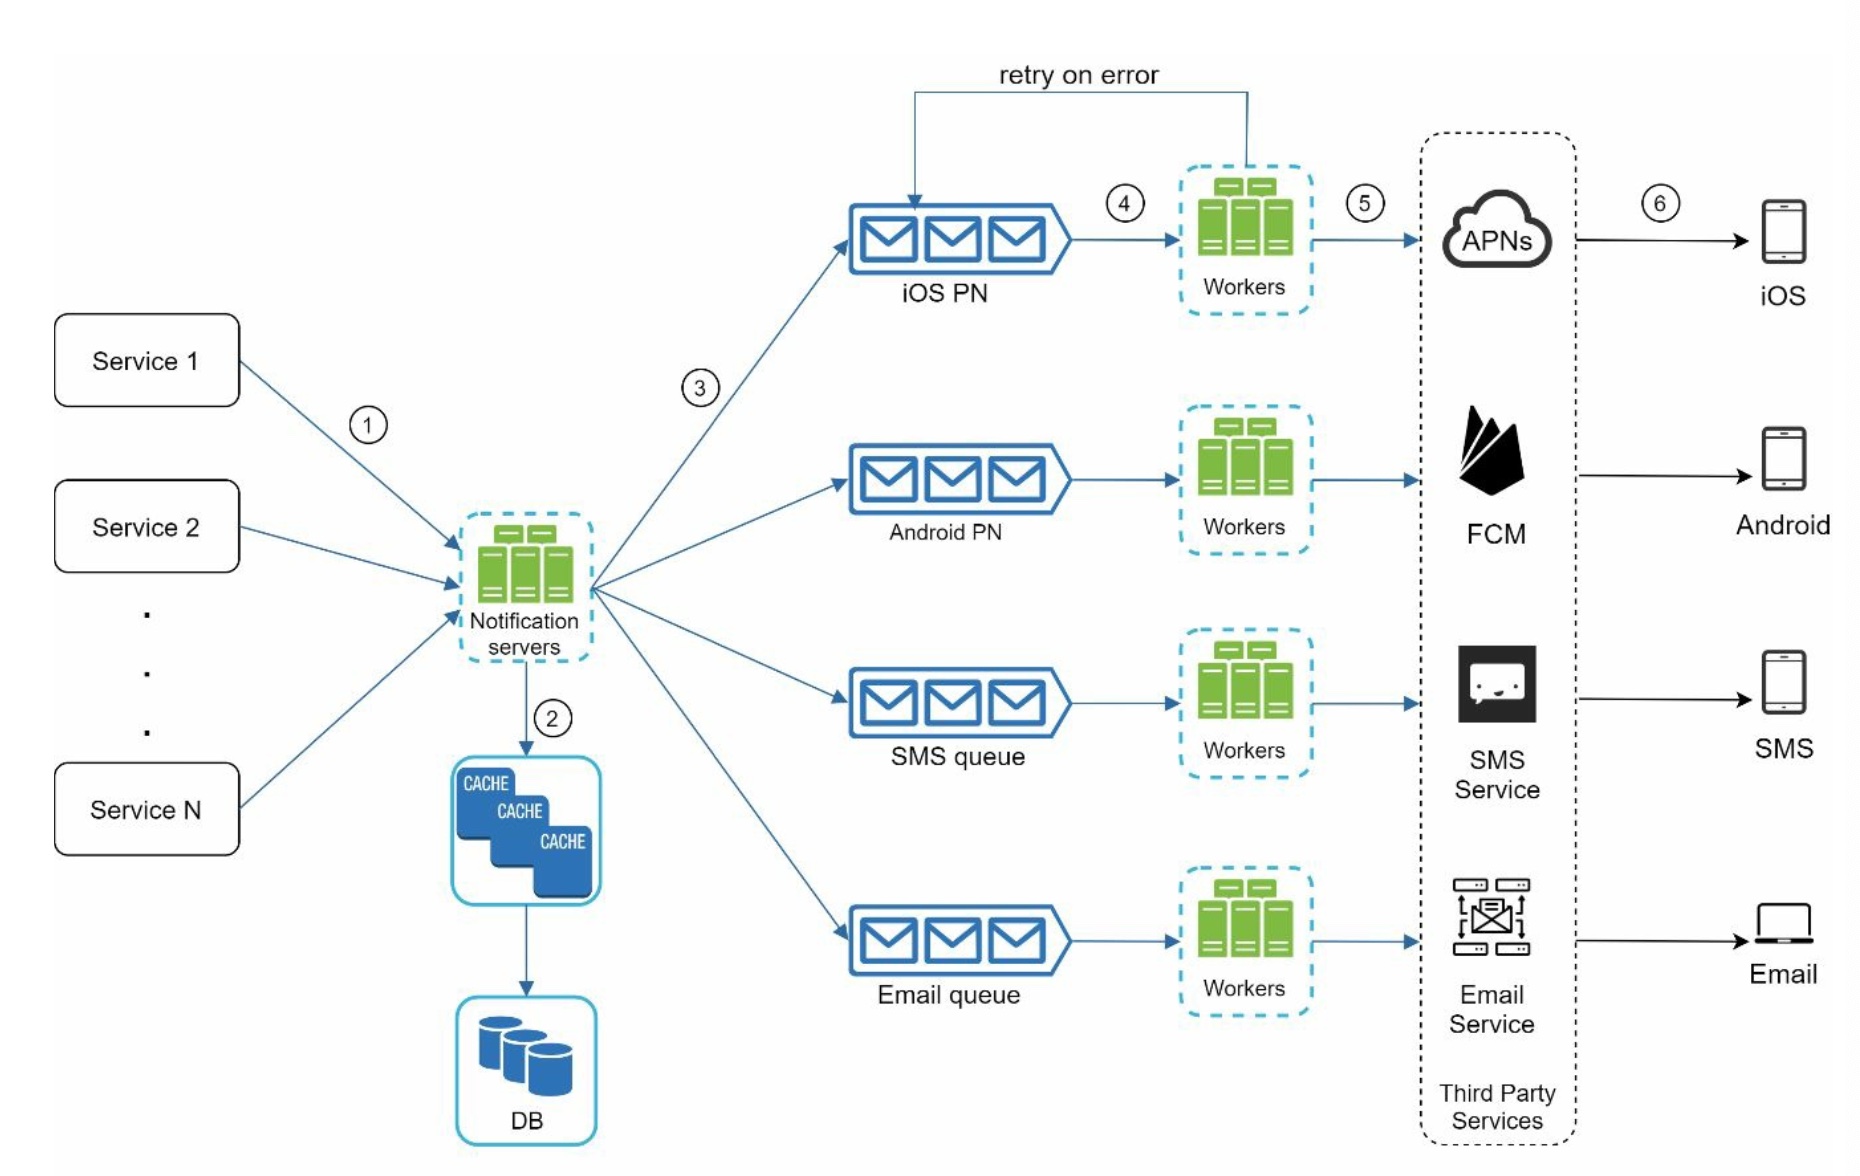 retry on error
4
5
6
APNs
iOS PN
Workers
iOS
Service 1
1
3
Service 2
Android PN
Workers
FCM
Android
Notification
servers
2
SMS queue
Workers
SMS
Service
SMS
Service N
CACHE
CACHE
CACHE
Email queue
Workers
Email
Service
Email
DB
Third Party
Services